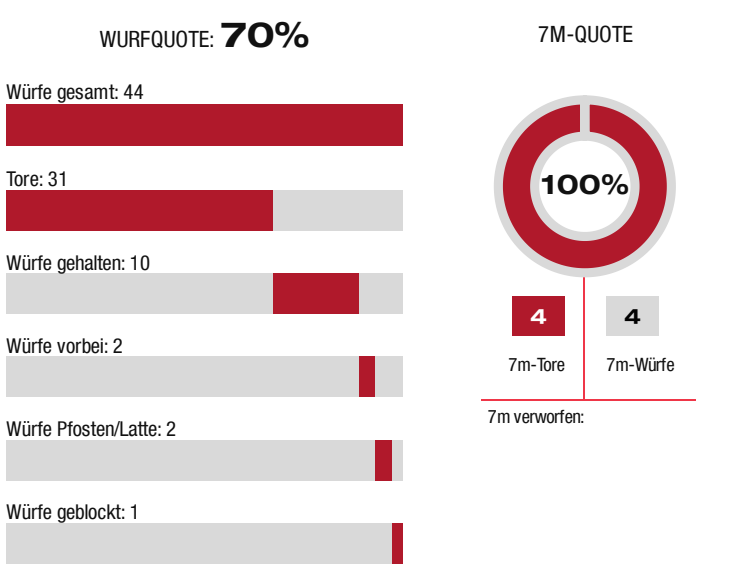 WURFQUOTE: 70%
Würfe gesamt: 44
Tore: 31
Würfe gehalten: 10
Würfe vorbei: 2
Würfe Pfosten/Latte: 2
Würfe geblockt: 1
7M-QUOTE
100%
4 4
7m-Tore 7m-Würfe
7m verworfen: